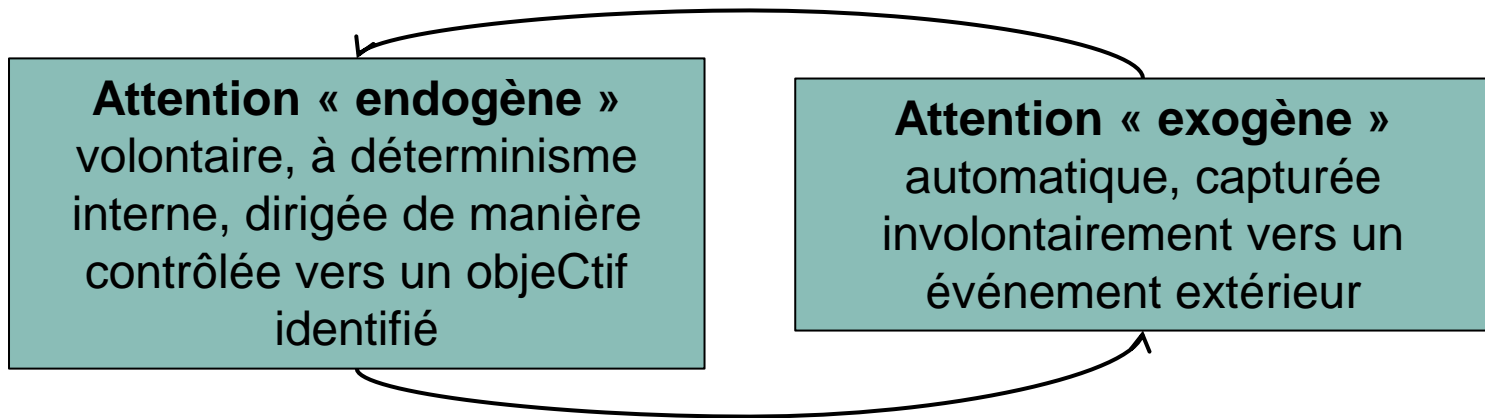 Attention « endogène »
volontaire, à déterminisme
interne, dirigée de manière
contrôlée vers un objeCtif
identifié
Attention « exogène »
automatique, capturée
involontairement vers un
événement extérieur